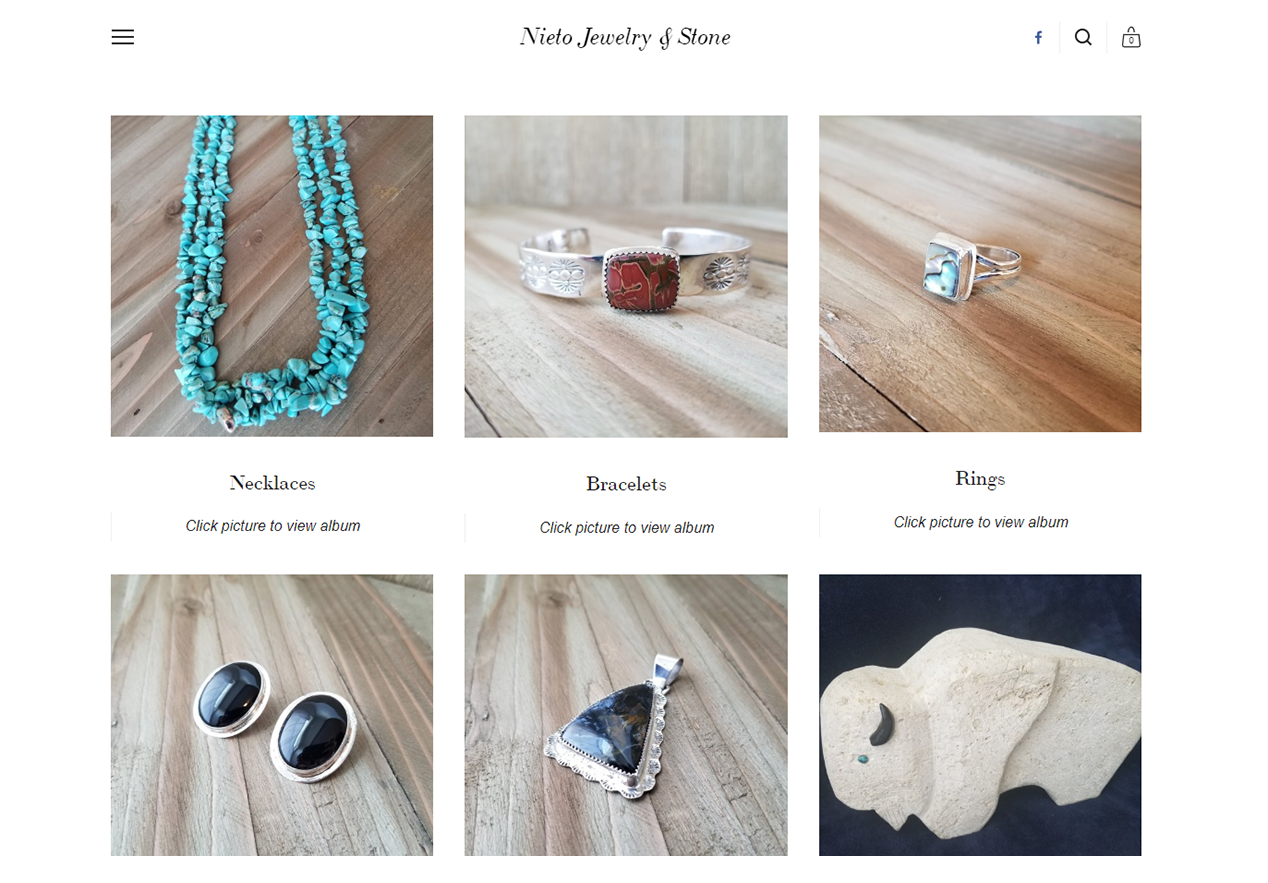 Nieto Jewelry & Stone
f
0
Necklaces
Bracelets
Rings
Click picture to view album
Click picture to view album
Click picture to view album